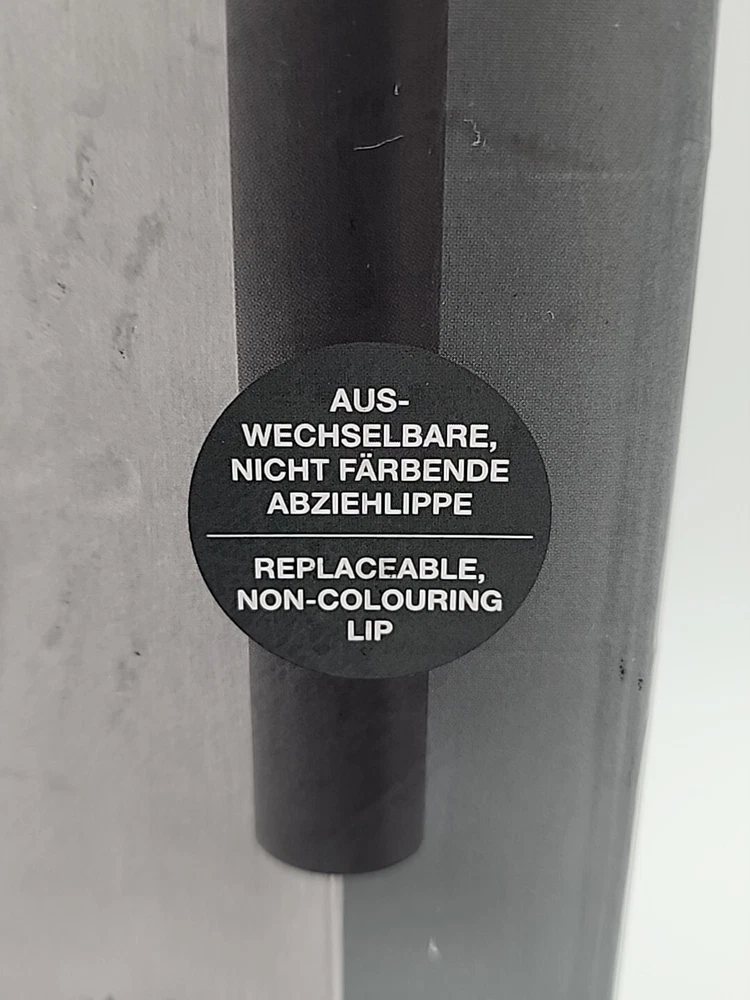 AUS-
WECHSELBARE,
NICHT FÄRBENDE
ABZIEHLIPPE
REPLACEABLE,
NON-COLOURING
LIP